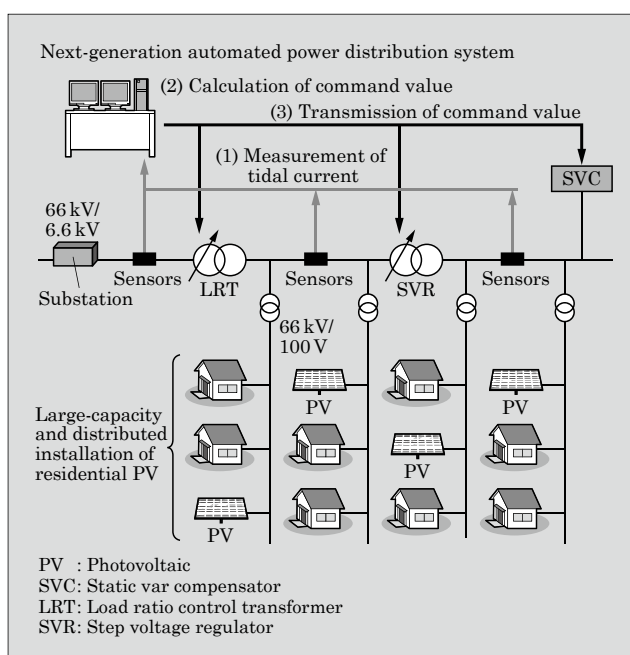 Next-generation automated power distribution system
(2) Calculation of command value
(3) Transmission of command value
(1) Measurement of
tidal current
SVC
66 kV/
6.6 kV
Substation
Sensors
LRT
Sensors
SVR
Sensors
66 kV/
100 V
Large-capacity
and distributed
installation of
residential PV
PV
PV
PV
PV
PV : Photovoltaic
SVC: Static var compensator
LRT: Load ratio control transformer
SVR: Step voltage regulator